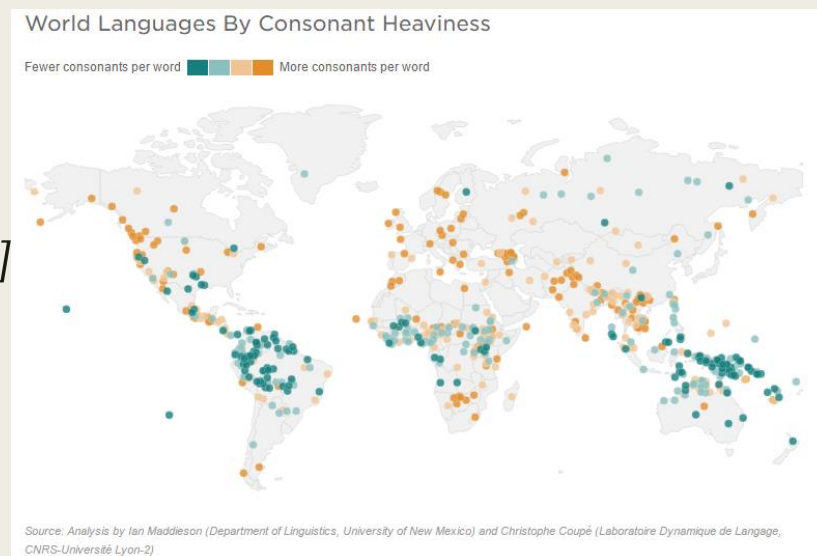 World Languages By Consonant Heaviness
Fewer consonants per word More consonants per word
]
Source: Analysis by Ian Maddieson (Department of Linguistics, University of New Mexico) and Christophe Coupé (Laboratoire Dynamique de Langage,
CNRS-Université Lyon-2)